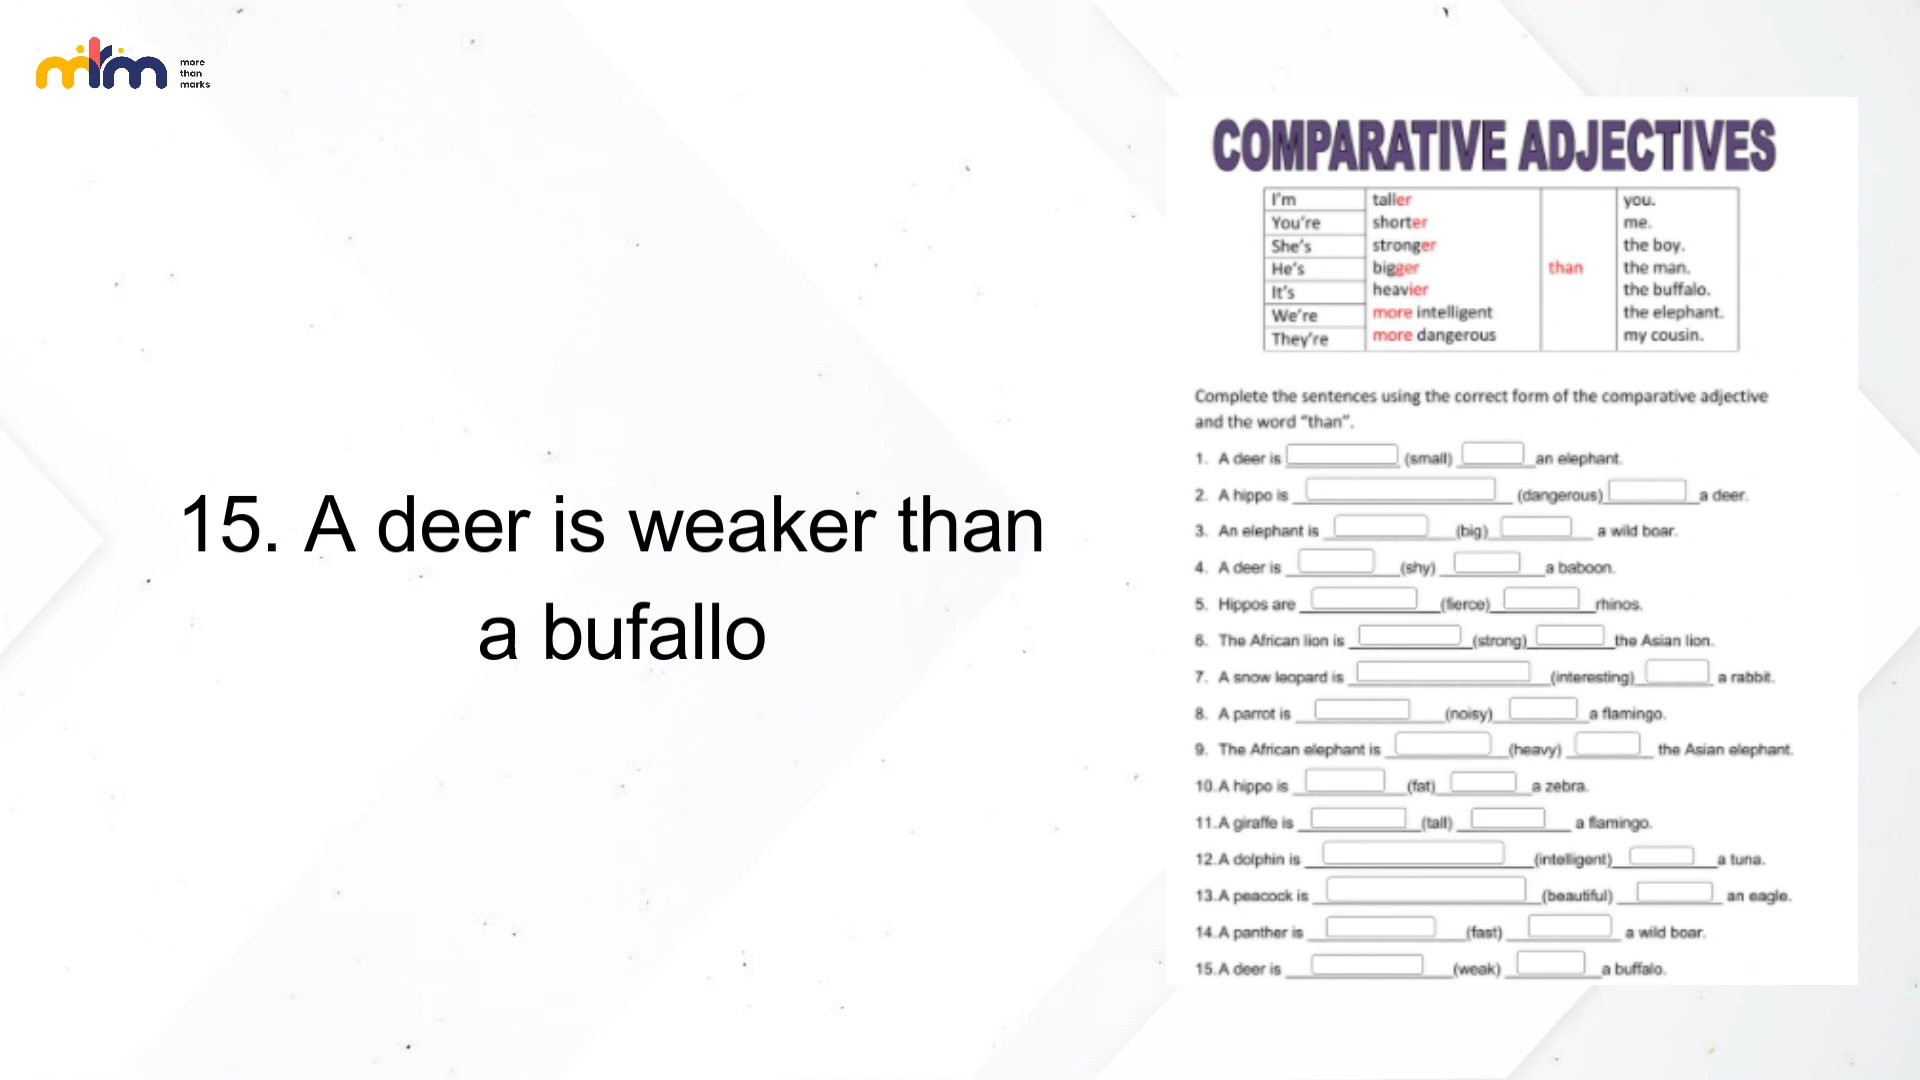 mtm
more
than
marks
15. A deer is weaker than
a bufallo
COMPARATIVE ADJECTIVES
I'm taller you.
You're shorter me.
She's stronger the boy.
He's bigger than the man.
It's heavier the buffalo.
We're more intelligent the elephant.
They're more dangerous my cousin.
Complete the sentences using the correct form of the comparative adjective
and the word "than".
1. A deer is (small) an elephant.
2. A hippo is (dangerous) a deer.
3. An elephant is (big) a wild boar.
4. A deer is (shy) a baboon.
5. Hippos are (fierce) rhinos.
6. The African lion is (strong) the Asian lion.
7. A snow leopard is (interesting) a rabbit.
8. A parrot is (noisy) a flamingo.
9. The African elephant is (heavy) the Asian elephant.
10. A hippo is (fat) a zebra.
11. A giraffe is (tall) a flamingo.
12. A dolphin is (intelligent) a tuna.
13. A peacock is (beautiful) an eagle.
14. A panther is (fast) a wild boar.
15. A deer is (weak) a buffalo.